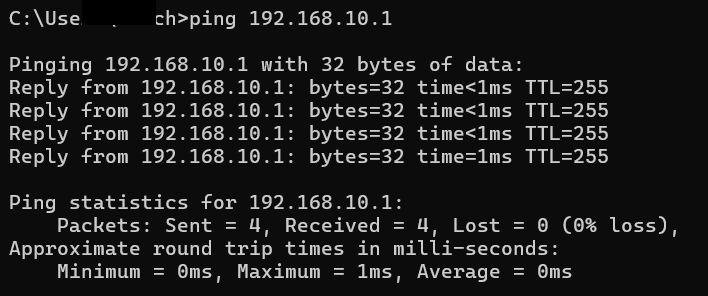 C:\Use ch>ping 192.168.10.1
Pinging 192.168.10.1 with 32 bytes of data:
Reply from 192.168.10.1: bytes=32 time<1ms TTL=255
Reply from 192.168.10.1: bytes=32 time<1ms TTL=255
Reply from 192.168.10.1: bytes=32 time<1ms TTL=255
Reply from 192.168.10.1: bytes=32 time=1ms TTL=255
Ping statistics for 192.168.10.1:
Packets: Sent = 4, Received = 4, Lost = 0 (0% loss),
Approximate round trip times in milli-seconds:
Minimum = 0ms, Maximum = 1ms, Average = 0ms